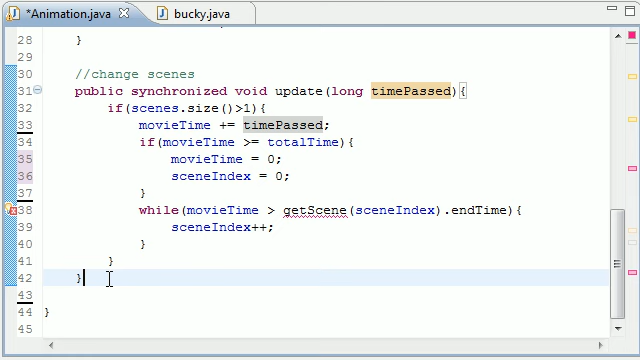 *Animation.java bucky.java
28 }
29
30 //change scenes
31 public synchronized void update(long timePassed){
32 if(scenes.size()>1){
33 movieTime += timePassed;
34 if(movieTime >= totalTime){
35 movieTime = 0;
36 sceneIndex = 0;
37 }
38 while(movieTime > getScene(sceneIndex).endTime){
39 sceneIndex++;
40 }
41 }
42 }
43
44 }
45